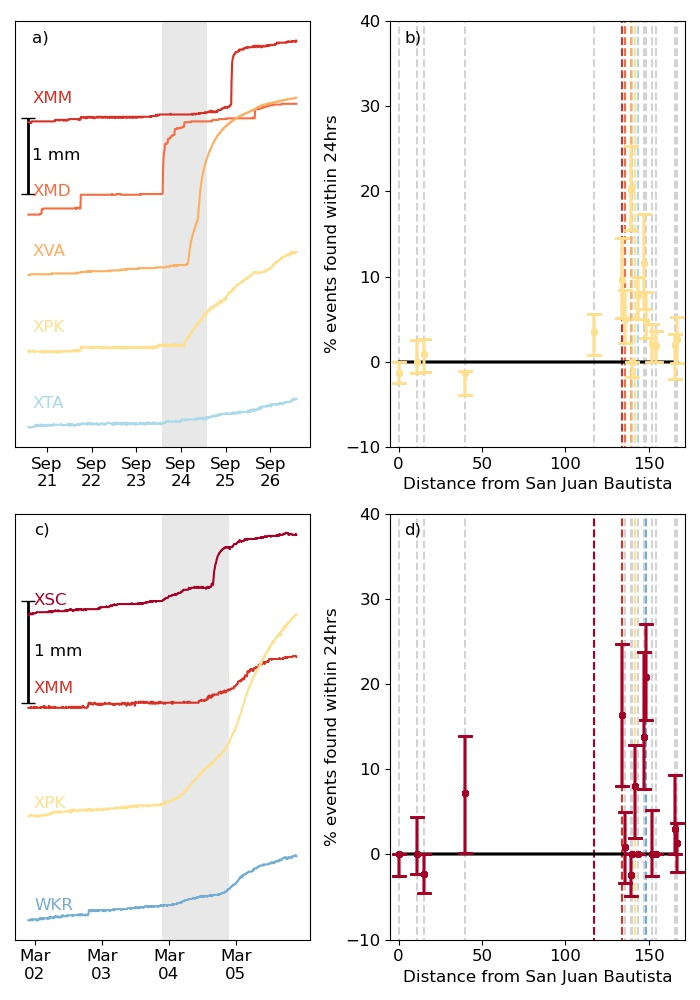 a)
XMM
1 mm
XMD
XVA
XPK
XTA
Sep 21
Sep 22
Sep 23
Sep 24
Sep 25
Sep 26
b)
% events found within 24hrs
40
30
20
10
0
−10
0 50 100 150
Distance from San Juan Bautista
c)
XSC
1 mm
XMM
XPK
WKR
Mar 02
Mar 03
Mar 04
Mar 05
d)
% events found within 24hrs
40
30
20
10
0
−10
0 50 100 150
Distance from San Juan Bautista